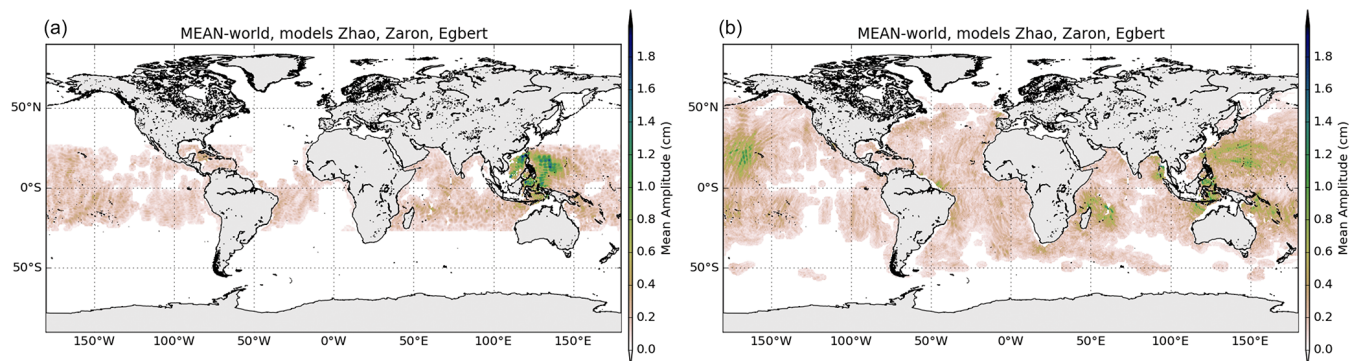 (a)
MEAN-world, models Zhao, Zaron, Egbert
50°N
0°S
50°S
150°W 100°W 50°W 0°W 50°E 100°E 150°E
1.8
1.6
1.4
1.2
1.0
0.8
0.6
0.4
0.2
0.0
Mean Amplitude (cm)
(b)
MEAN-world, models Zhao, Zaron, Egbert
50°N
0°S
50°S
150°W 100°W 50°W 0°W 50°E 100°E 150°E
1.8
1.6
1.4
1.2
1.0
0.8
0.6
0.4
0.2
0.0
Mean Amplitude (cm)